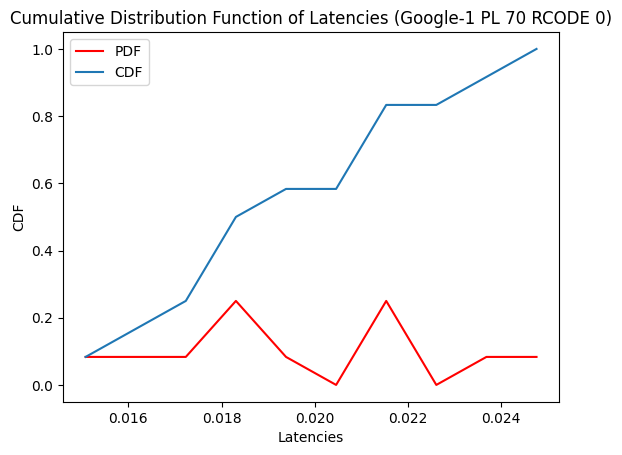 Cumulative Distribution Function of Latencies (Google-1 PL 70 RCODE 0)
PDF
CDF
1.0
0.8
0.6
0.4
0.2
0.0
CDF
0.016
0.018
0.020
0.022
0.024
Latencies